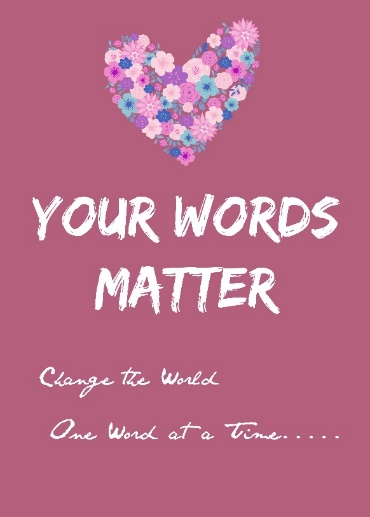 YOUR WORDS
MATTER
Change the World
One Word at a Time.....